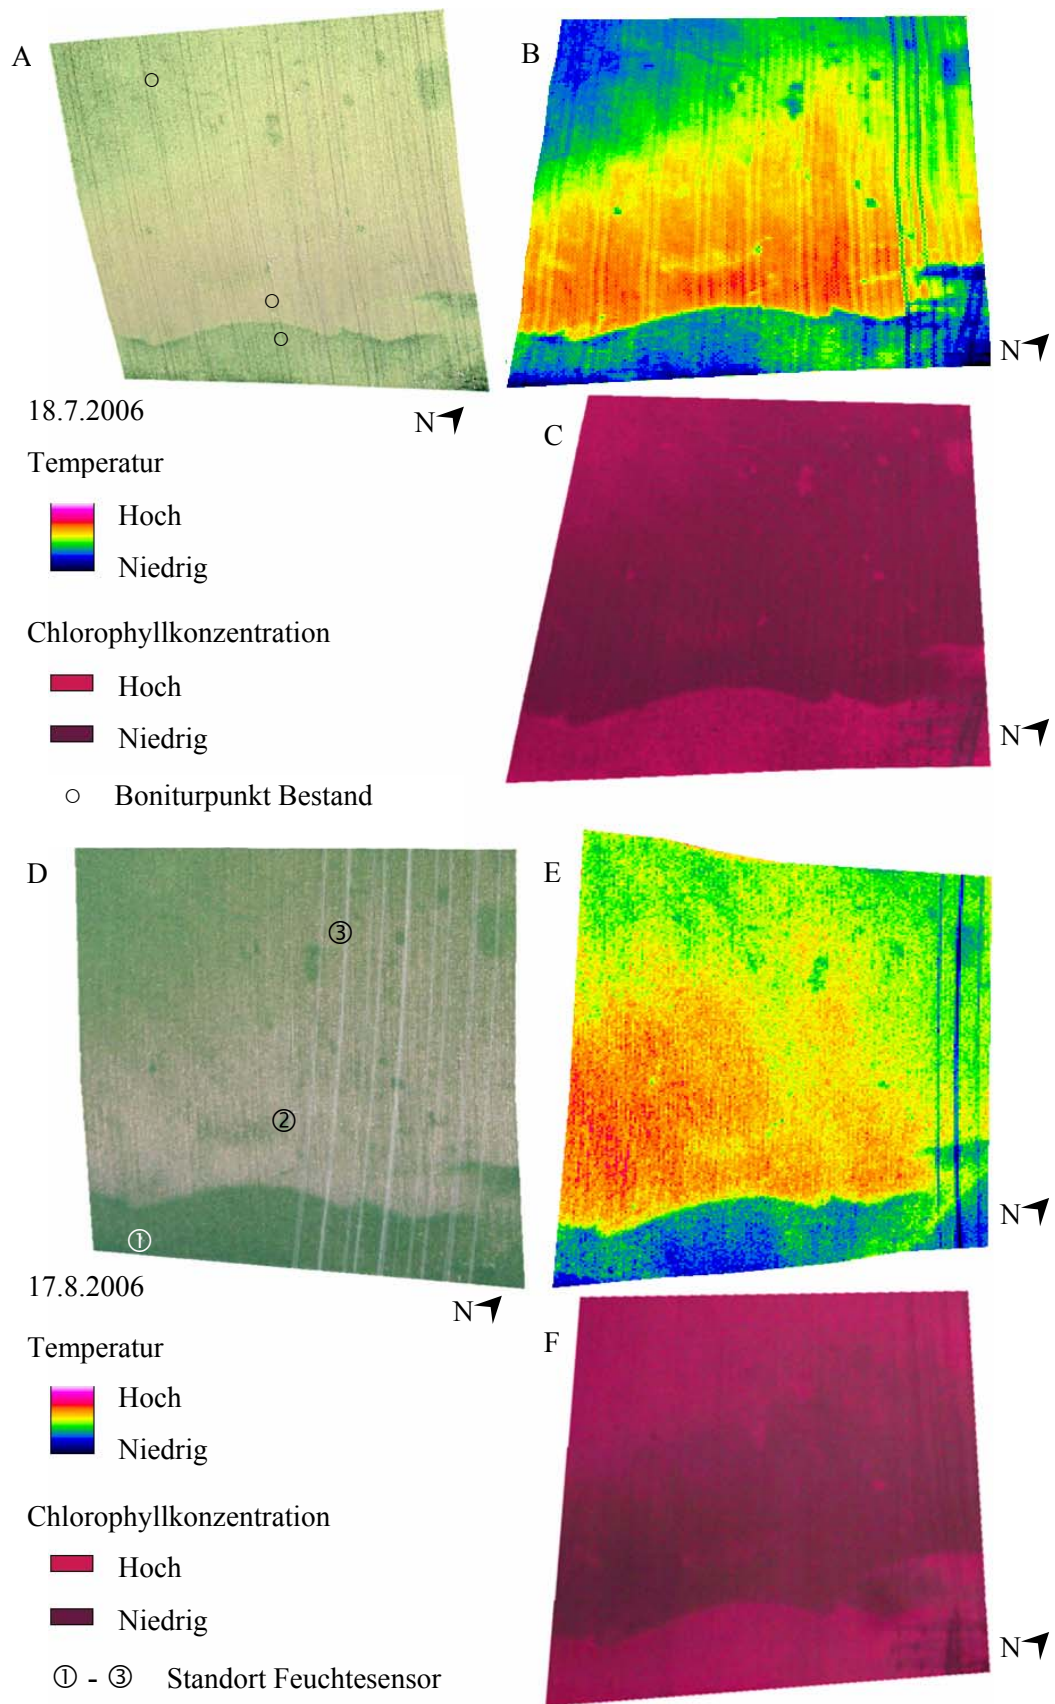 A
B
N
18.7.2006
N
C
Temperatur
Hoch
Niedrig
Chlorophyllkonzentration
Hoch
Niedrig
N
○ Boniturpunkt Bestand
D
E
③
②
①
N
17.8.2006
N
F
Temperatur
Hoch
Niedrig
Chlorophyllkonzentration
Hoch
Niedrig
N
① - ③ Standort Feuchtesensor